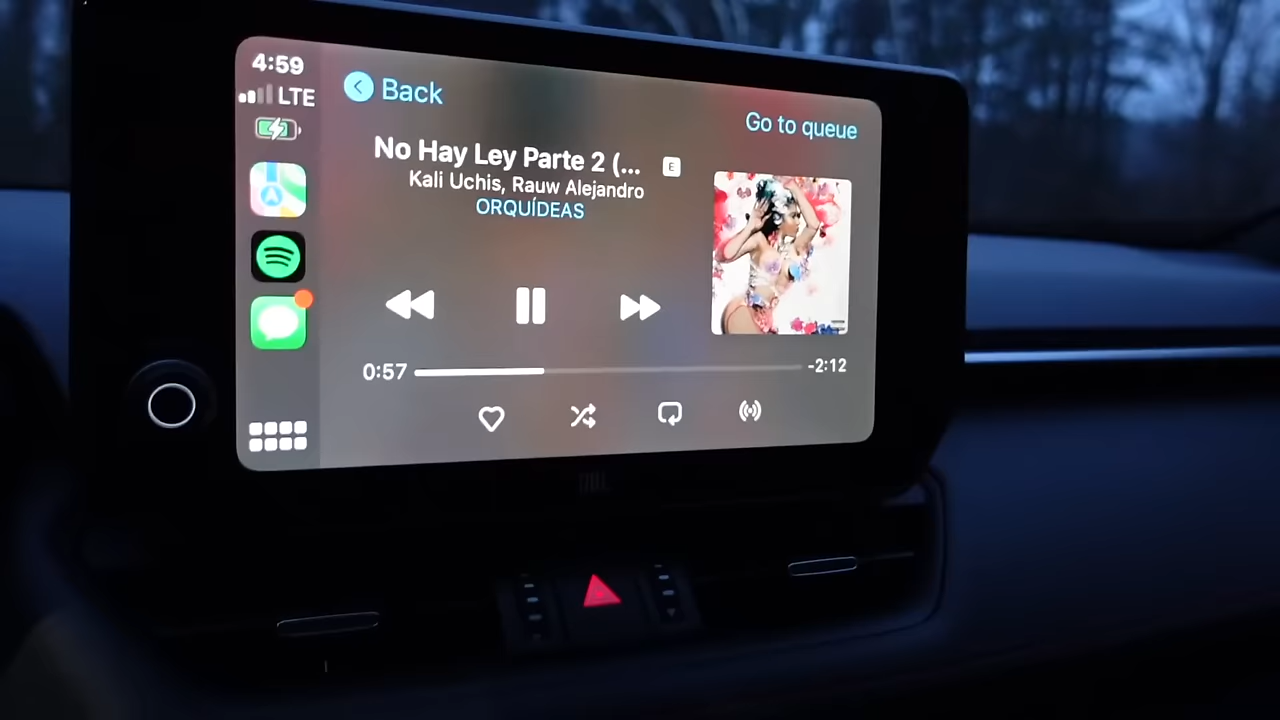 4:59
LTE
Back
Go to queue
No Hay Ley Parte 2 (...
E
Kali Uchis, Rauw Alejandro
ORQUÍDEAS
0:57
-2:12
JBL